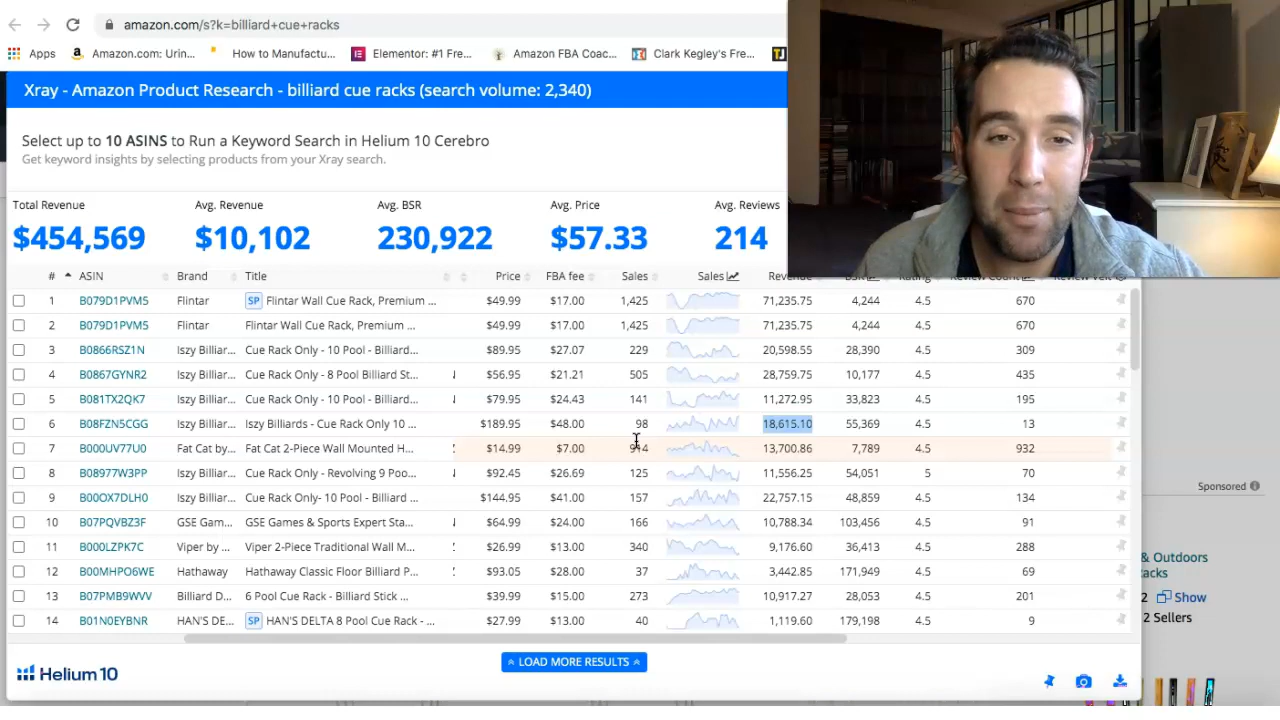 amazon.com/s?k=billiard+cue+racks
Apps Amazon.com: Urin... How to Manufactu... Elementor: #1 Fre... Amazon FBA Coac... Clark Kegley's Fre...
Xray - Amazon Product Research - billiard cue racks (search volume: 2,340)
Select up to 10 ASINS to Run a Keyword Search in Helium 10 Cerebro
Get keyword insights by selecting products from your Xray search.
Total Revenue Avg. Revenue Avg. BSR Avg. Price Avg. Reviews
$454,569 $10,102 230,922 $57.33 214
# ASIN Brand Title Price FBA fee Sales Sales Revenue BSR Rating Review Count
1 B079D1PVM5 Flintar SP Flintar Wall Cue Rack, Premium ... $49.99 $17.00 1,425 71,235.75 4,244 4.5 670
2 B079D1PVM5 Flintar Flintar Wall Cue Rack, Premium ... $49.99 $17.00 1,425 71,235.75 4,244 4.5 670
3 B0866RSZ1N Iszy Billiar... Cue Rack Only - 10 Pool - Billiard... $89.95 $27.07 229 20,598.55 28,390 4.5 309
4 B0867GYNR2 Iszy Billiar... Cue Rack Only - 8 Pool Billiard St... $56.95 $21.21 505 28,759.75 10,177 4.5 435
5 B081TX2QK7 Iszy Billiar... Cue Rack Only - 10 Pool - Billiard... $79.95 $24.43 141 11,272.95 33,823 4.5 195
6 B08FZN5CGG Iszy Billiar... Iszy Billiards - Cue Rack Only 10 ... $189.95 $48.00 98 18,615.10 55,369 4.5 13
7 B000UV77U0 Fat Cat by... Fat Cat 2-Piece Wall Mounted H... $14.99 $7.00 914 13,700.86 7,789 4.5 932
8 B08977W3PP Iszy Billiar... Cue Rack Only - Revolving 9 Poo... $92.45 $26.69 125 11,556.25 54,051 5 70
9 B00OX7DLH0 Iszy Billiar... Cue Rack Only- 10 Pool - Billiard ... $144.95 $41.00 157 22,757.15 48,859 4.5 134
10 B07PQVBZ3F GSE Gam... GSE Games & Sports Expert Sta... $64.99 $24.00 166 10,788.34 103,456 4.5 91
11 B000LZPK7C Viper by ... Viper 2-Piece Traditional Wall M... $26.99 $13.00 340 9,176.60 36,413 4.5 288
12 B00MHPO6WE Hathaway Hathaway Classic Floor Billiard P... $93.05 $28.00 37 3,442.85 171,949 4.5 69
13 B07PMB9WVV Billiard D... 6 Pool Cue Rack - Billiard Stick ... $39.99 $15.00 273 10,917.27 28,053 4.5 201
14 B01N0EYBNR HAN'S DE... SP HAN'S DELTA 8 Pool Cue Rack - ... $27.99 $13.00 40 1,119.60 179,198 4.5 9
LOAD MORE RESULTS
Helium 10
Sponsored
& Outdoors
acks
2 Show
2 Sellers